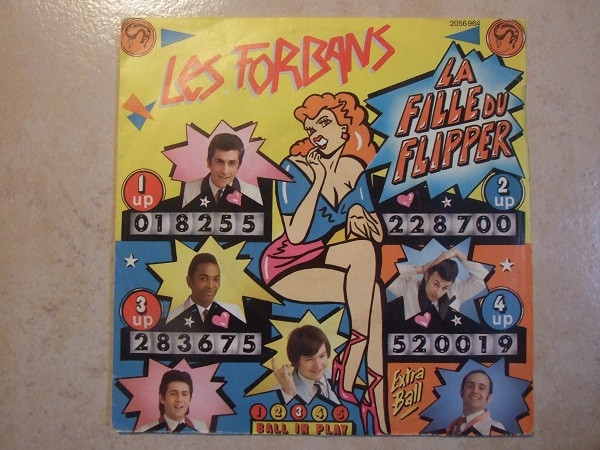 2056964
LES FORBANS
LA
FILLE DU
FLIPPER
1 up
018255
2 up
228700
3 up
283675
4 up
520019
Extra
Ball
1 2 3 4 5
BALL IN PLAY